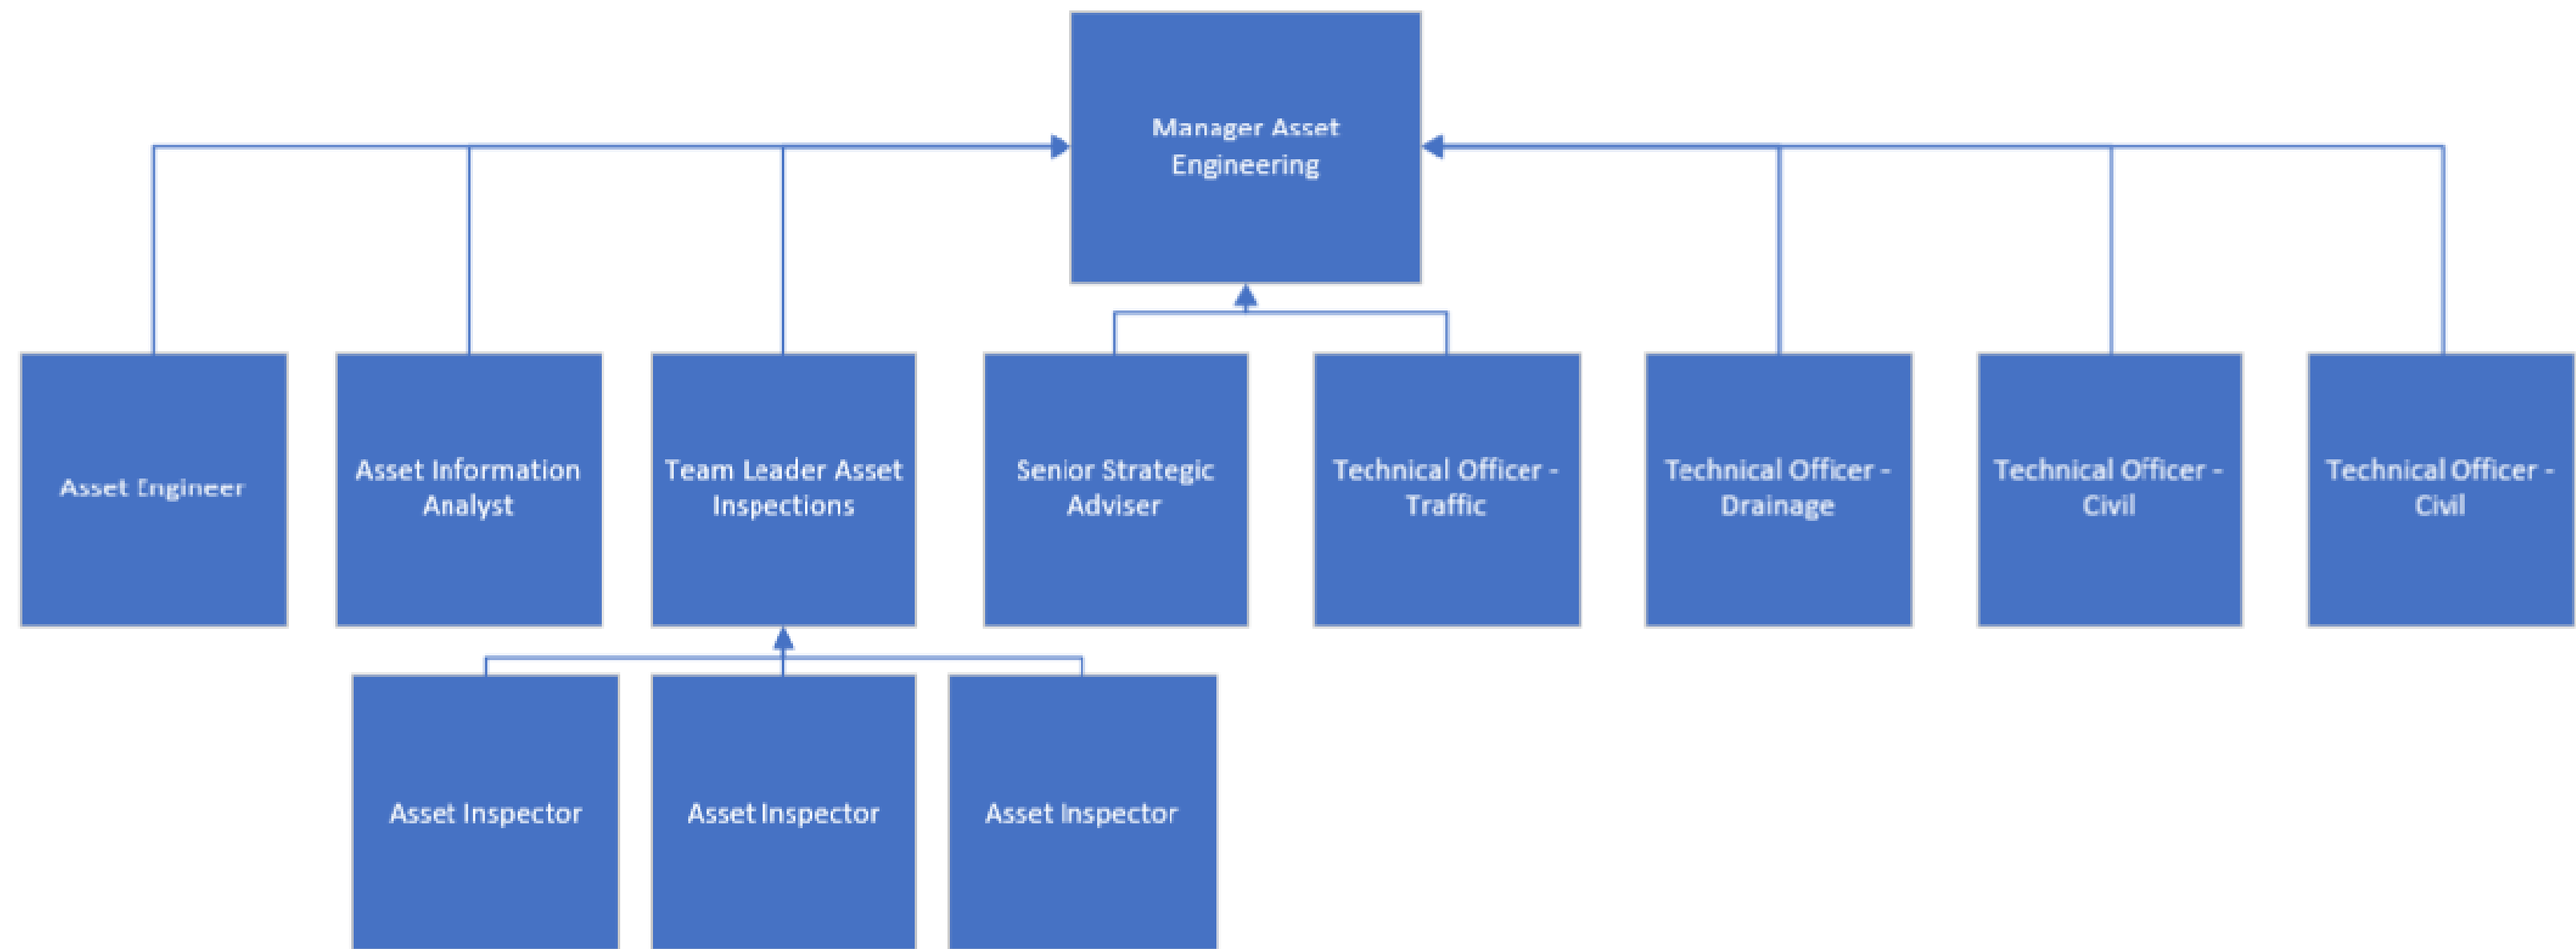 Manager Asset
Engineering
Asset Engineer
Asset Information
Analyst
Team Leader Asset
Inspections
Senior Strategic
Adviser
Technical Officer -
Traffic
Technical Officer -
Drainage
Technical Officer -
Civil
Technical Officer -
Civil
Asset Inspector
Asset Inspector
Asset Inspector